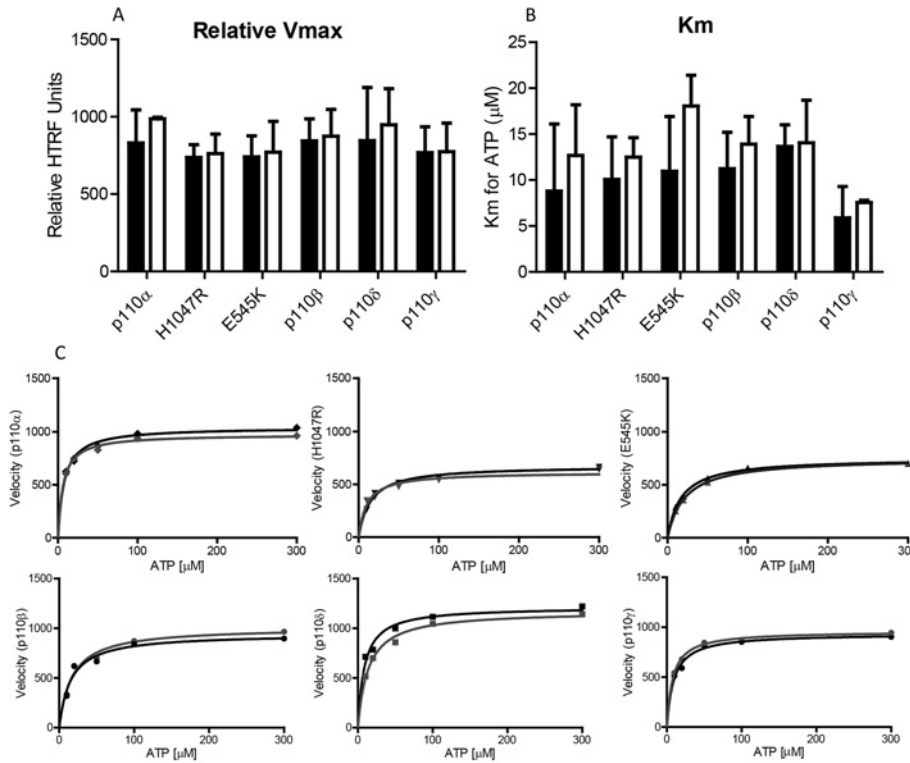 A
Relative Vmax
Relative HTRF Units
1500
1000
500
0
p110α
H1047R
E545K
p110β
p110δ
p110γ
B
Km
Km for ATP (μM)
25
20
15
10
5
0
p110α
H1047R
E545K
p110β
p110δ
p110γ
C
Velocity (p110α)
1500
1000
500
0
0
100
200
300
ATP [μM]
Velocity (H1047R)
1500
1000
500
0
0
100
200
300
ATP [μM]
Velocity (E545K)
1500
1000
500
0
0
100
200
300
ATP [μM]
Velocity (p110β)
1500
1000
500
0
0
100
200
300
ATP [μM]
Velocity (p110δ)
1500
1000
500
0
0
100
200
300
ATP [μM]
Velocity (p110γ)
1500
1000
500
0
0
100
200
300
ATP [μM]